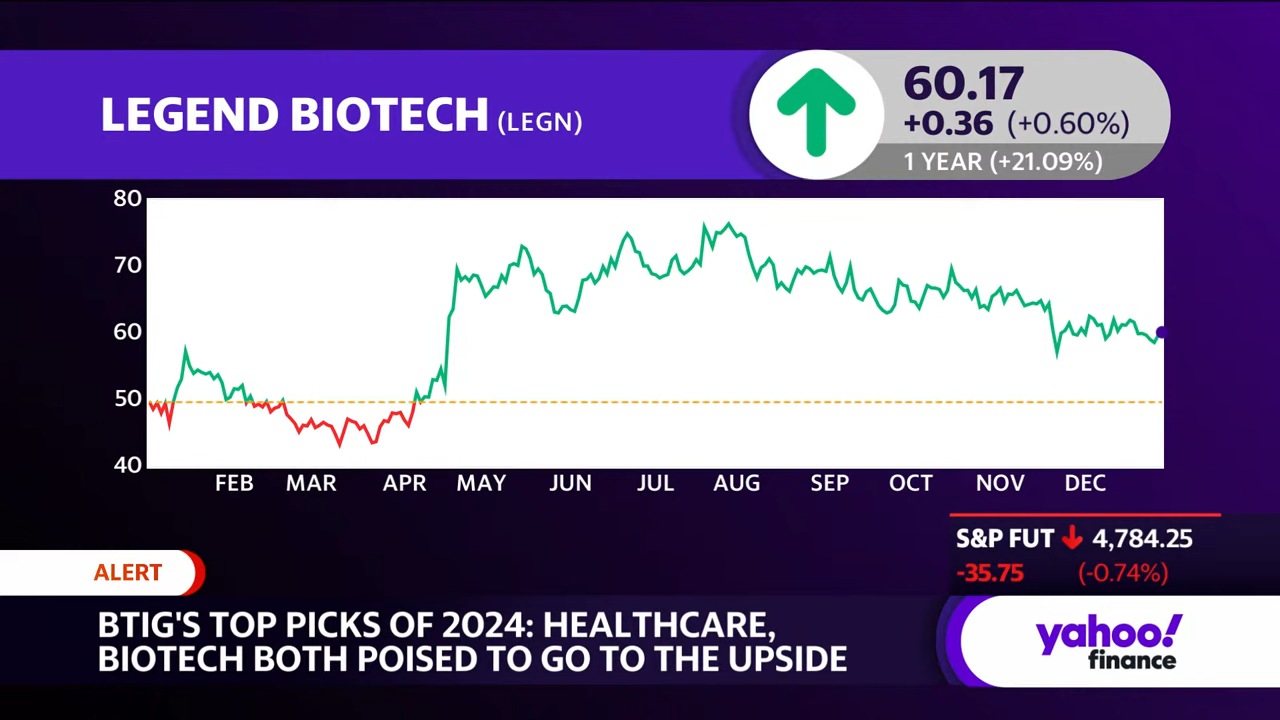 LEGEND BIOTECH (LEGN)
60.17
+0.36 (+0.60%)
1 YEAR (+21.09%)
80
70
60
50
40
FEB MAR APR MAY JUN JUL AUG SEP OCT NOV DEC
S&P FUT 4,784.25
-35.75 (-0.74%)
ALERT
BTIG'S TOP PICKS OF 2024: HEALTHCARE,
BIOTECH BOTH POISED TO GO TO THE UPSIDE
yahoo!
finance